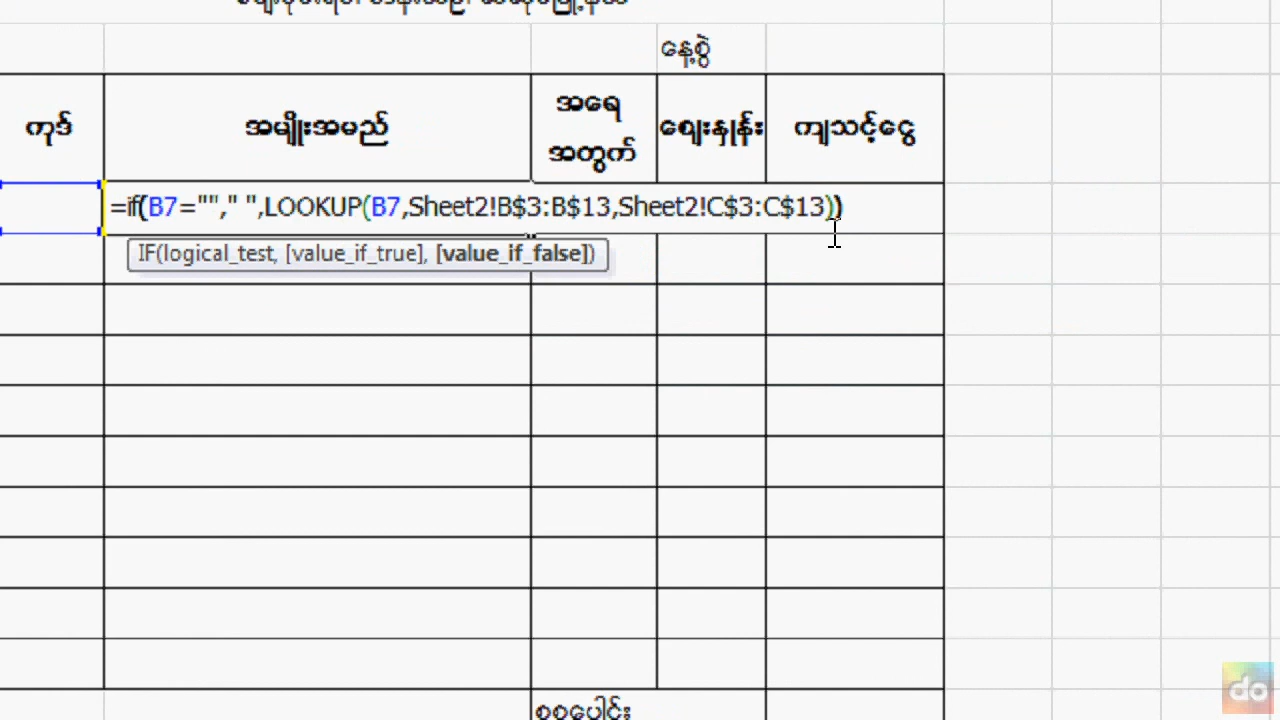 နေ့စွဲ
ကုဒ် အမျိုးအမည် အရေ အတွက် ဈေးနှုန်း ကျသင့်ငွေ
=if(B7=""," ",LOOKUP(B7,Sheet2!B$3:B$13,Sheet2!C$3:C$13))
IF(logical_test, [value_if_true], [value_if_false])
စုစုပေါင်း
do